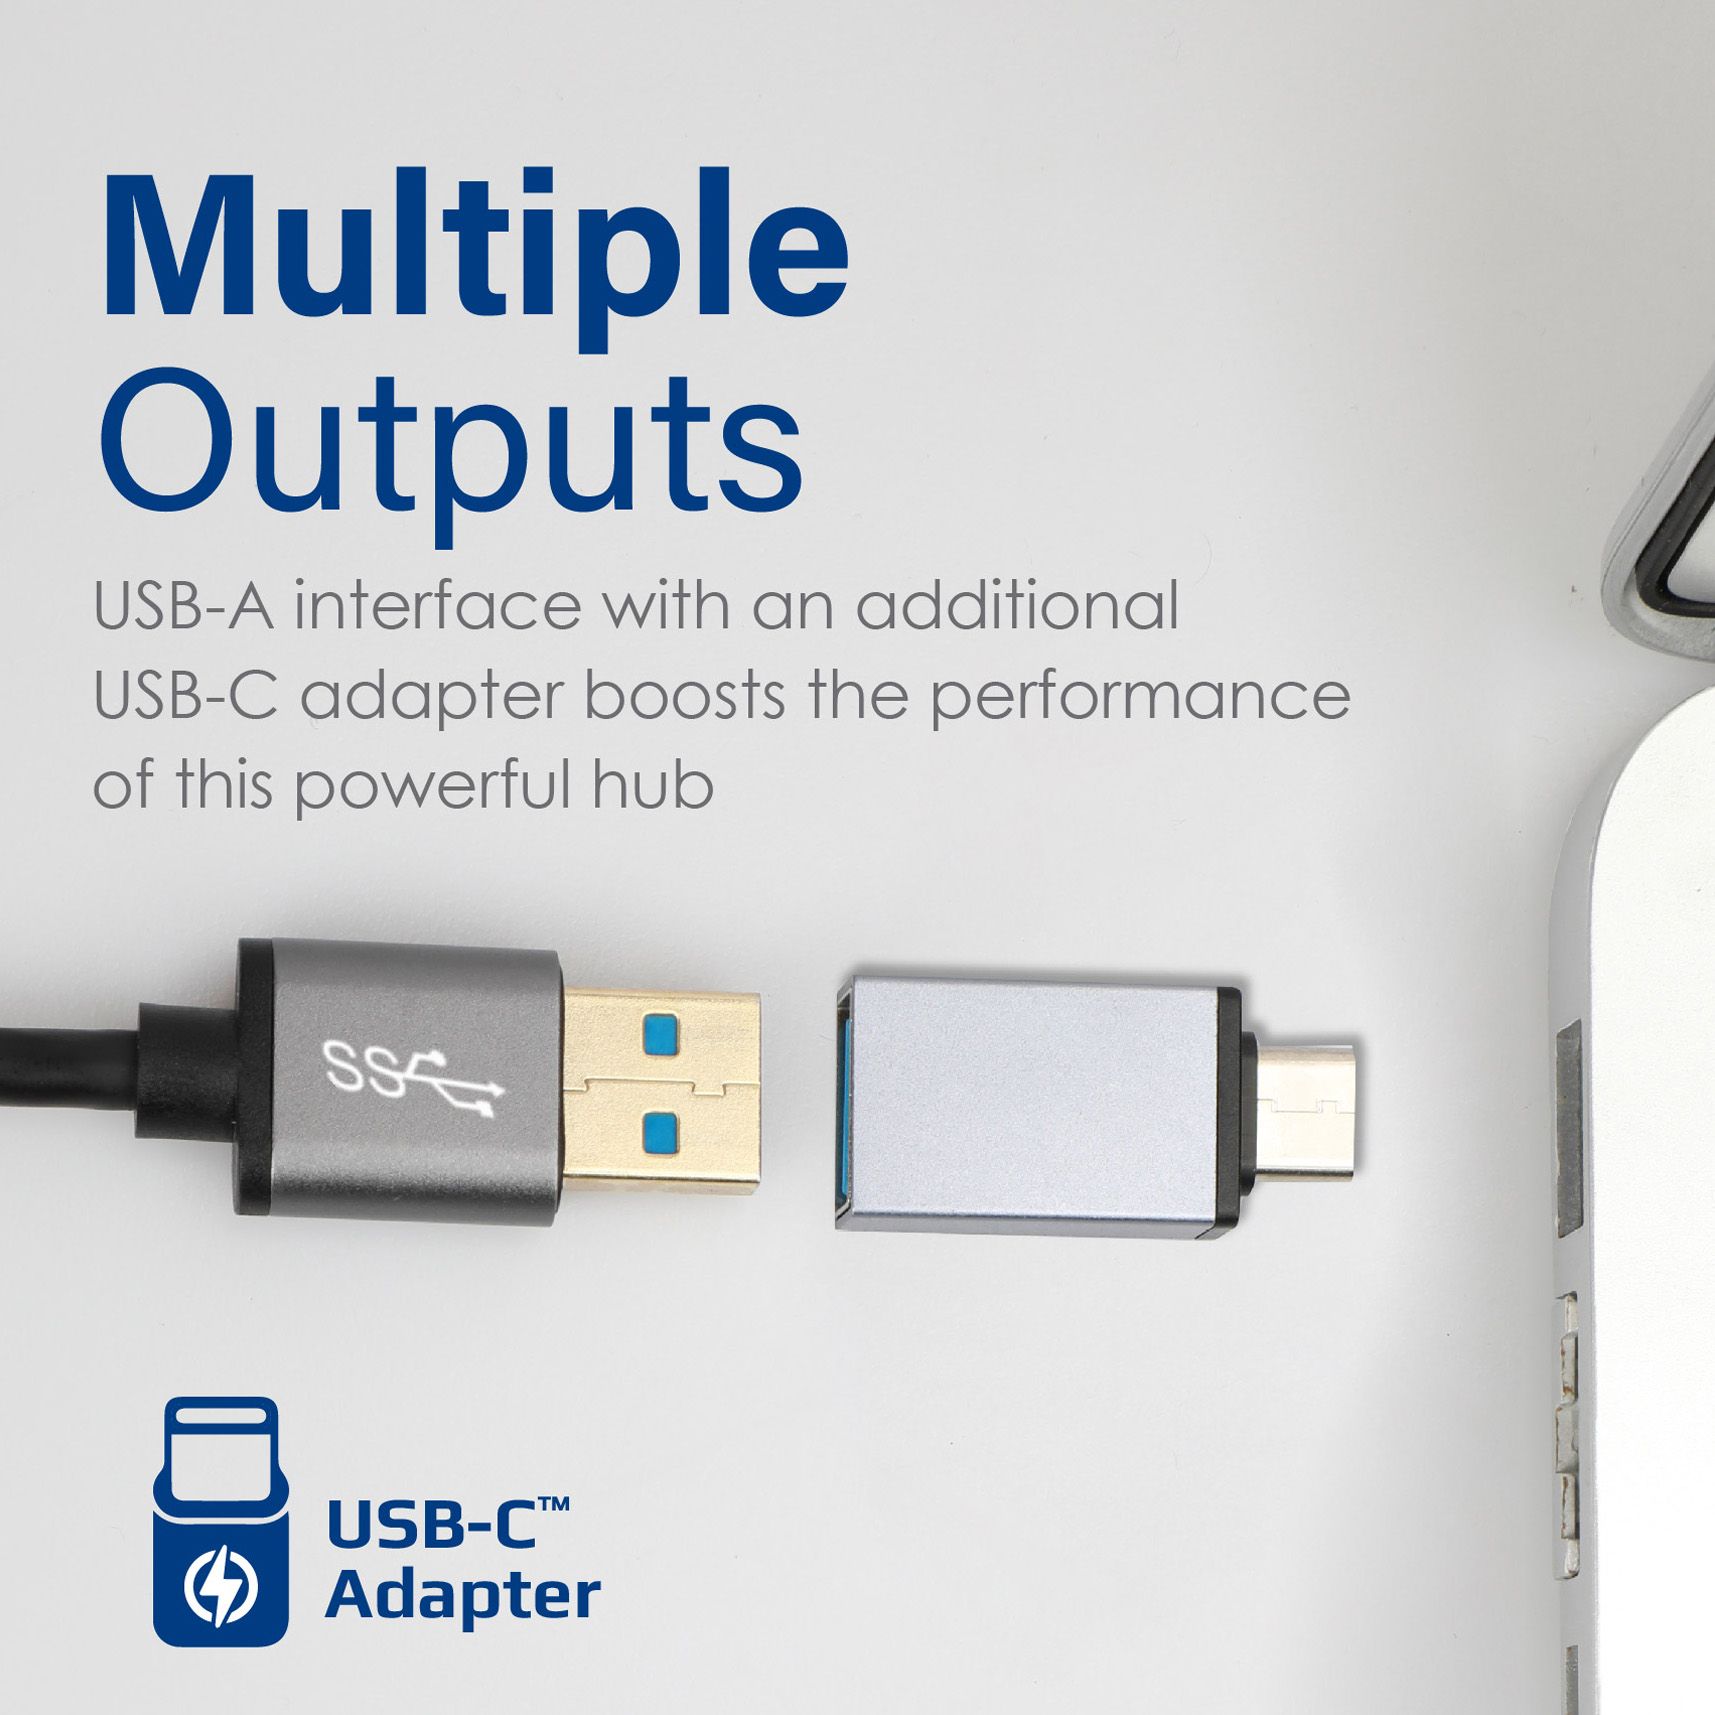 Multiple
Outputs
USB-A interface with an additional
USB-C adapter boosts the performance
of this powerful hub
SS
USB-C™
Adapter